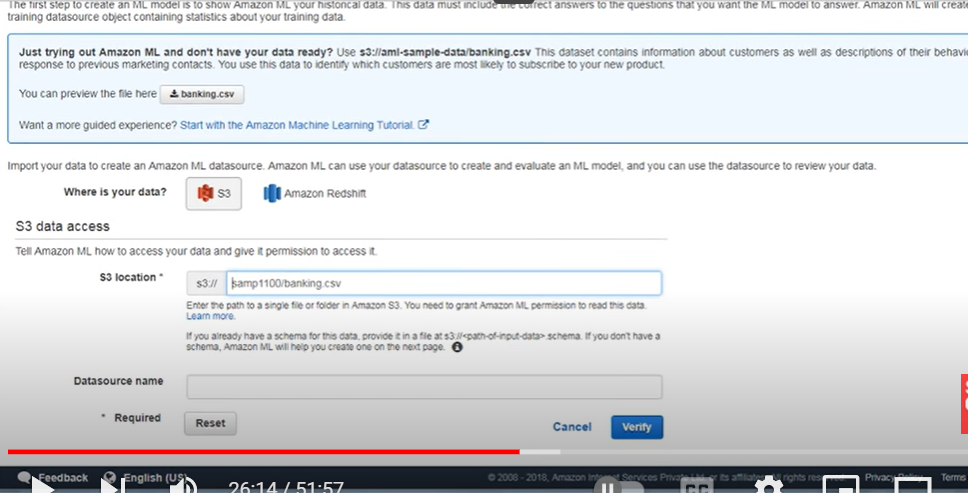 The first step to create an ML model is to show Amazon ML your historical data. This data must include the correct answers to the questions that you want the ML model to answer. Amazon ML will create
training datasource object containing statistics about your training data.
Just trying out Amazon ML and don't have your data ready? Use s3://aml-sample-data/banking.csv This dataset contains information about customers as well as descriptions of their behavi
response to previous marketing contacts. You use this data to identify which customers are most likely to subscribe to your new product.
You can preview the file here banking.csv
Want a more guided experience? Start with the Amazon Machine Learning Tutorial.
Import your data to create an Amazon ML datasource. Amazon ML can use your datasource to create and evaluate an ML model, and you can use the datasource to review your data.
Where is your data? S3 Amazon Redshift
S3 data access
Tell Amazon ML how to access your data and give it permission to access it.
S3 location * s3:// samp1100/banking.csv
Enter the path to a single file or folder in Amazon S3. You need to grant Amazon ML permission to read this data.
Learn more.
If you already have a schema for this data, provide it in a file at s3://<path-of-input-data>.schema. If you don't have a
schema, Amazon ML will help you create one on the next page.
Datasource name
* Required Reset Cancel Verify
Feedback English (US) © 2008 - 2018, Amazon Internet Services Private Ltd. or its affiliates. All rights Privacy Policy Terms
26:14 / 51:57 CC